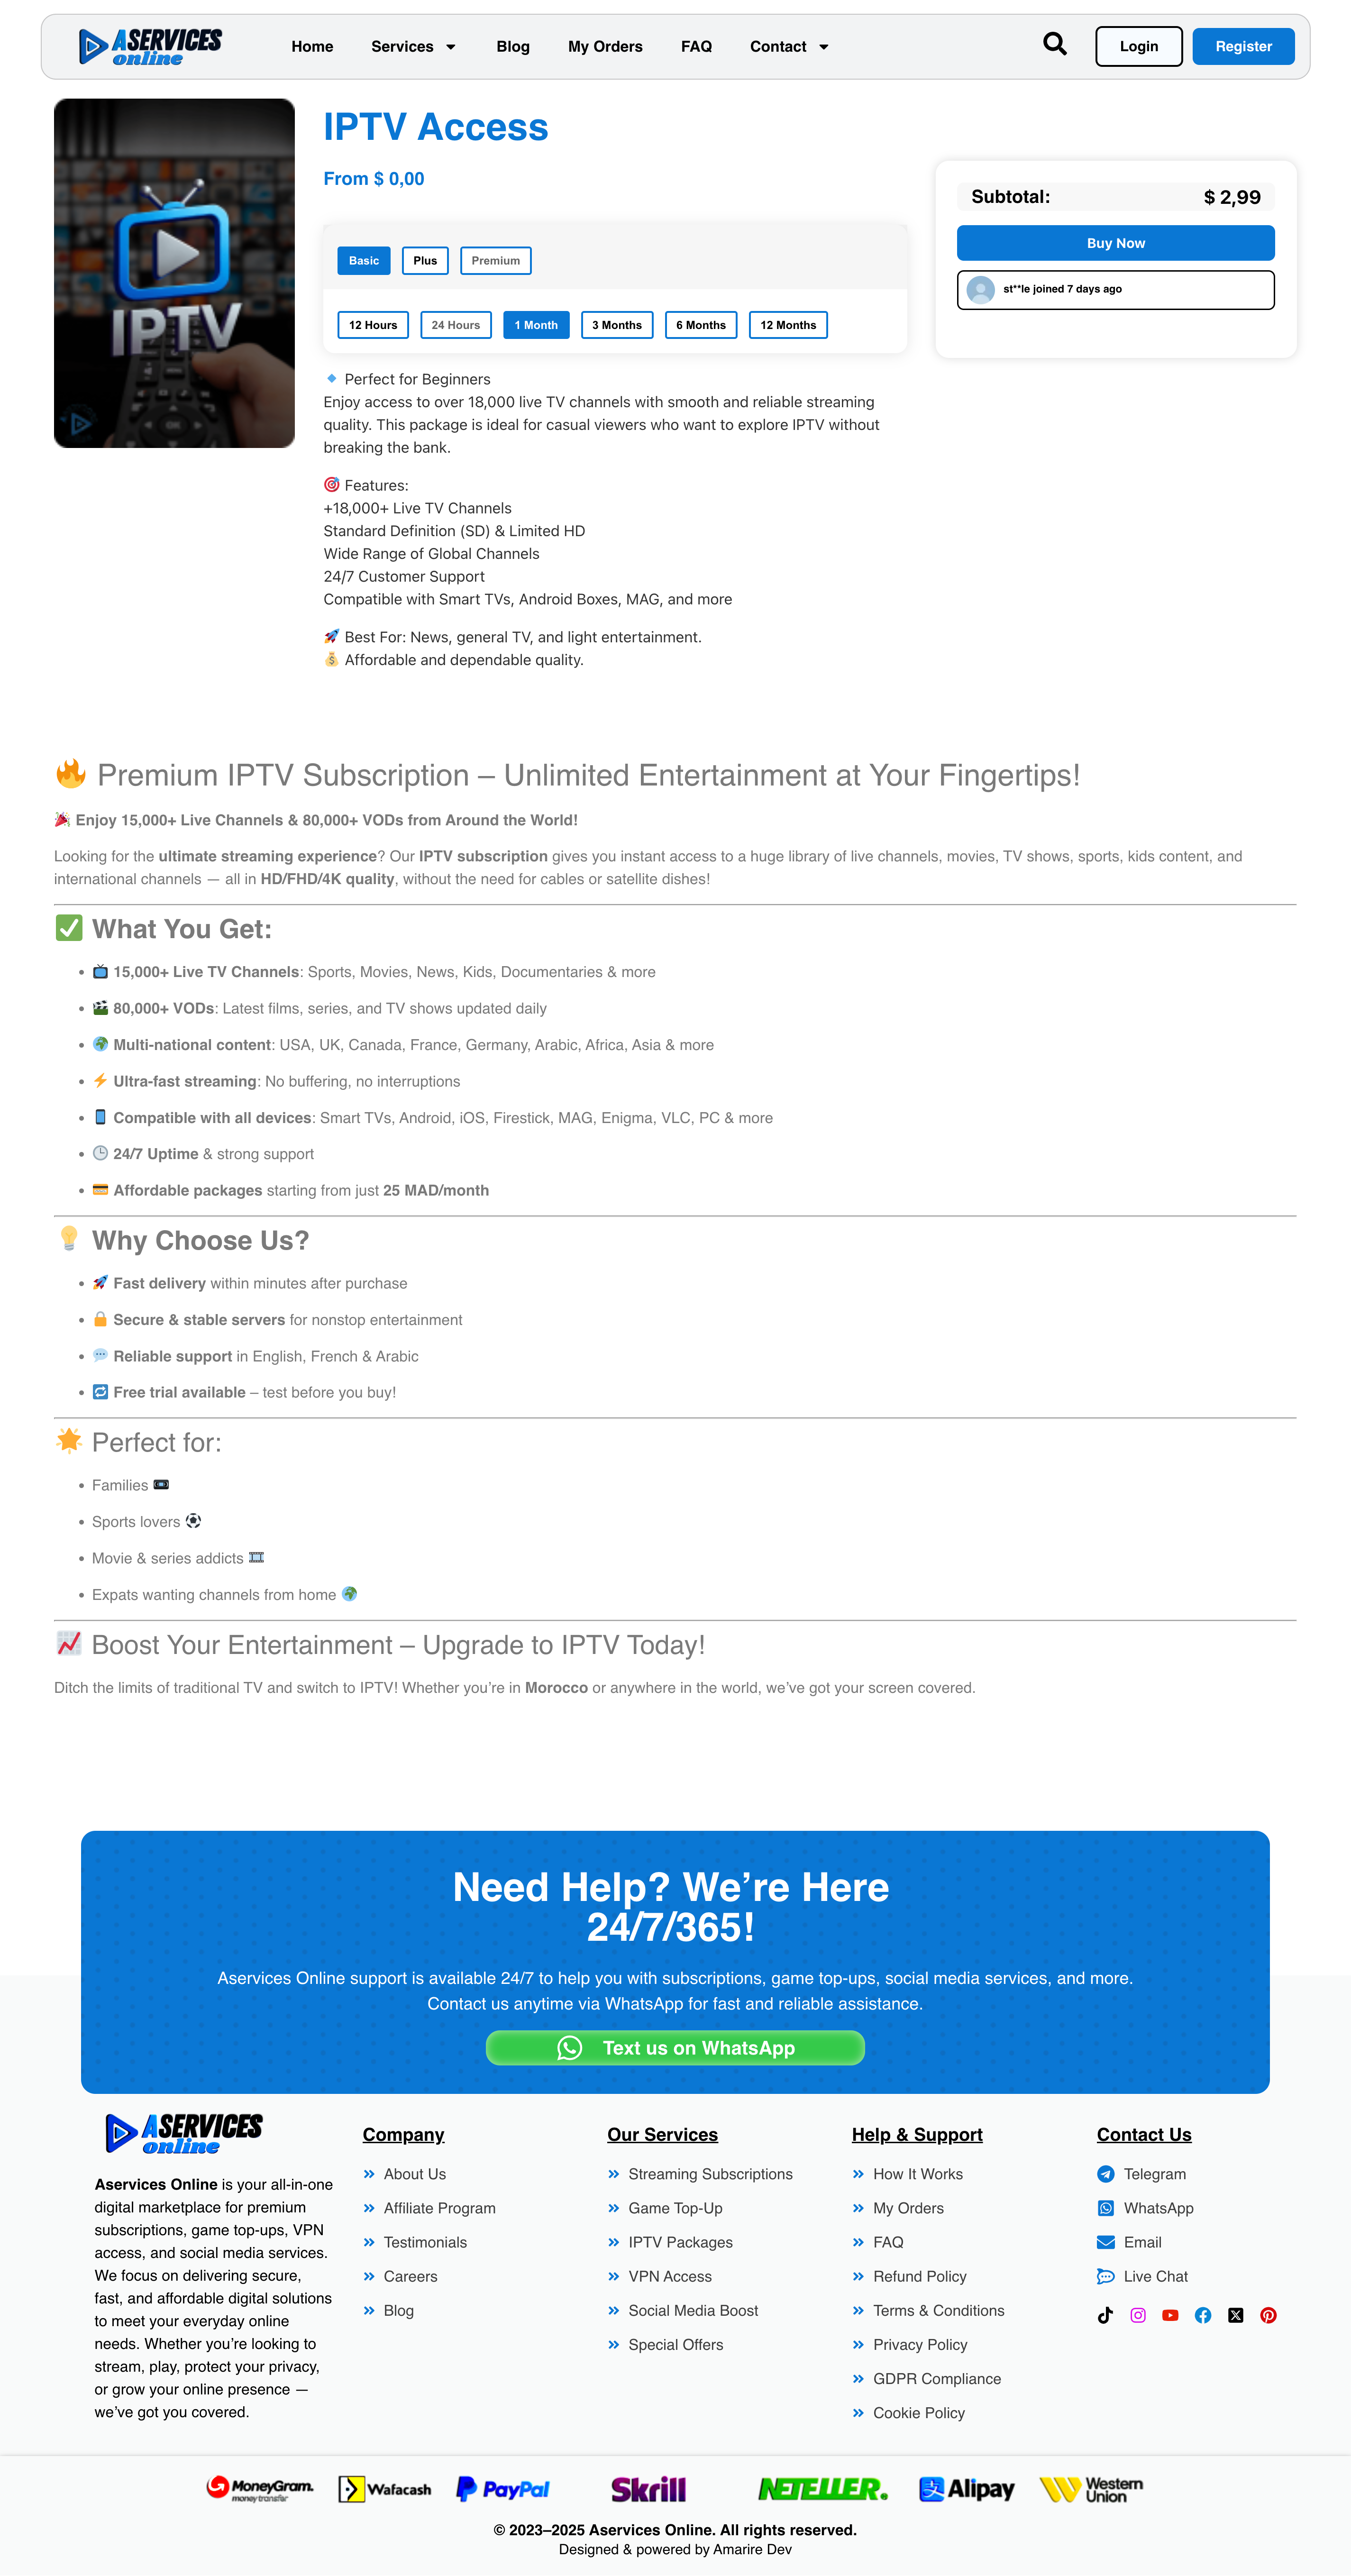 ASERVICES
online
Home
Services
Blog
My Orders
FAQ
Contact
Login
Register
IPTV
IPTV Access
From $ 0,00
Basic
Plus
Premium
12 Hours
24 Hours
1 Month
3 Months
6 Months
12 Months
Subtotal:
$ 2,99
Buy Now
st**le joined 7 days ago
🔹 Perfect for Beginners
Enjoy access to over 18,000 live TV channels with smooth and reliable streaming
quality. This package is ideal for casual viewers who want to explore IPTV without
breaking the bank.
🎯 Features:
+18,000+ Live TV Channels
Standard Definition (SD) & Limited HD
Wide Range of Global Channels
24/7 Customer Support
Compatible with Smart TVs, Android Boxes, MAG, and more
🚀 Best For: News, general TV, and light entertainment.
💰 Affordable and dependable quality.
🔥 Premium IPTV Subscription – Unlimited Entertainment at Your Fingertips!
🎉 Enjoy 15,000+ Live Channels & 80,000+ VODs from Around the World!
Looking for the ultimate streaming experience? Our IPTV subscription gives you instant access to a huge library of live channels, movies, TV shows, sports, kids content, and
international channels — all in HD/FHD/4K quality, without the need for cables or satellite dishes!
✅ What You Get:
• 📺 15,000+ Live TV Channels: Sports, Movies, News, Kids, Documentaries & more
• 🎬 80,000+ VODs: Latest films, series, and TV shows updated daily
• 🌍 Multi-national content: USA, UK, Canada, France, Germany, Arabic, Africa, Asia & more
• ⚡ Ultra-fast streaming: No buffering, no interruptions
• 📱 Compatible with all devices: Smart TVs, Android, iOS, Firestick, MAG, Enigma, VLC, PC & more
• 🕒 24/7 Uptime & strong support
• 💳 Affordable packages starting from just 25 MAD/month
💡 Why Choose Us?
• 🚀 Fast delivery within minutes after purchase
• 🔒 Secure & stable servers for nonstop entertainment
• 💬 Reliable support in English, French & Arabic
• 🔁 Free trial available – test before you buy!
🌟 Perfect for:
• Families 📼
• Sports lovers ⚽
• Movie & series addicts 🎞
• Expats wanting channels from home 🌍
📈 Boost Your Entertainment – Upgrade to IPTV Today!
Ditch the limits of traditional TV and switch to IPTV! Whether you’re in Morocco or anywhere in the world, we’ve got your screen covered.
Need Help? We’re Here
24/7/365!
Aservices Online support is available 24/7 to help you with subscriptions, game top-ups, social media services, and more.
Contact us anytime via WhatsApp for fast and reliable assistance.
Text us on WhatsApp
ASERVICES
online
Aservices Online is your all-in-one
digital marketplace for premium
subscriptions, game top-ups, VPN
access, and social media services.
We focus on delivering secure,
fast, and affordable digital solutions
to meet your everyday online
needs. Whether you’re looking to
stream, play, protect your privacy,
or grow your online presence —
we’ve got you covered.
Company
About Us
Affiliate Program
Testimonials
Careers
Blog
Our Services
Streaming Subscriptions
Game Top-Up
IPTV Packages
VPN Access
Social Media Boost
Special Offers
Help & Support
How It Works
My Orders
FAQ
Refund Policy
Terms & Conditions
Privacy Policy
GDPR Compliance
Cookie Policy
Contact Us
Telegram
WhatsApp
Email
Live Chat
MoneyGram.
money transfer
Wafacash
PayPal
Skrill
NETELLER.
支 Alipay
Western
Union
© 2023–2025 Aservices Online. All rights reserved.
Designed & powered by Amarire Dev